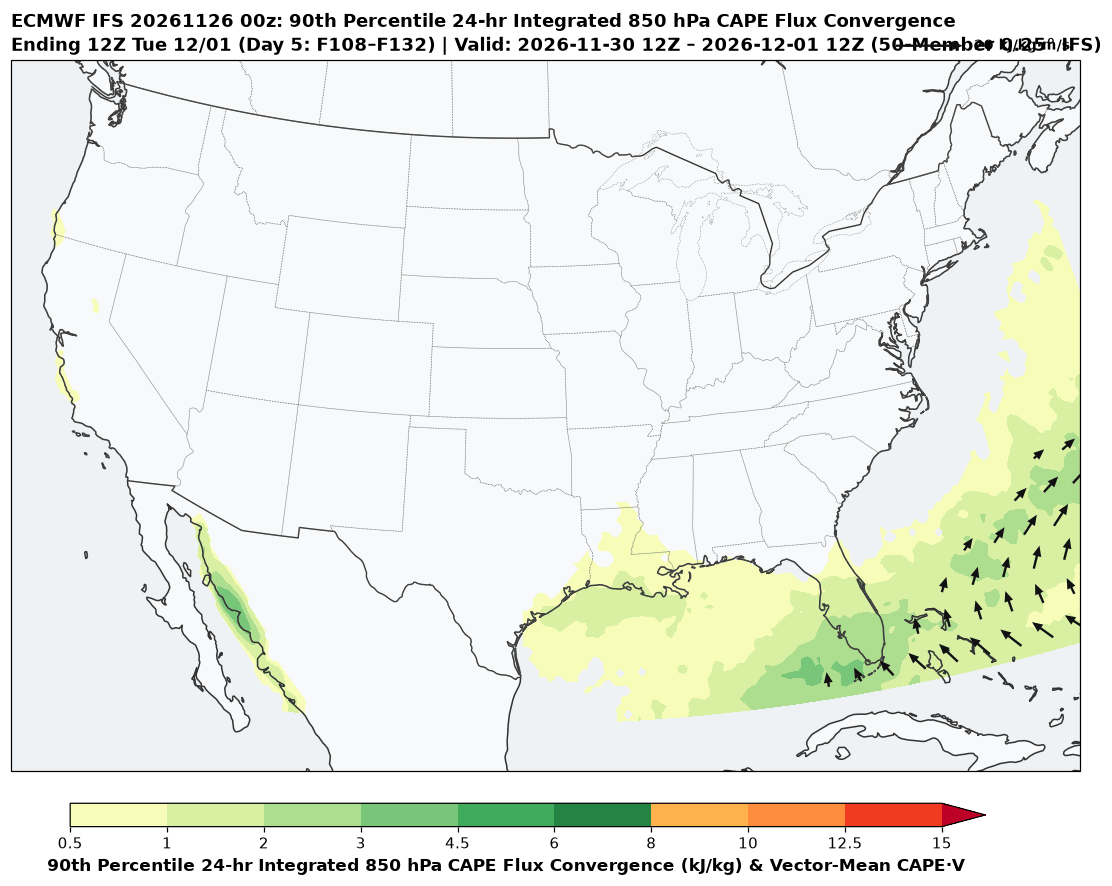 ECMWF IFS 20261126 00z: 90th Percentile 24-hr Integrated 850 hPa CAPE Flux Convergence
Ending 12Z Tue 12/01 (Day 5: F108–F132) | Valid: 2026-11-30 12Z – 2026-12-01 12Z (50-Member 0.25° IFS)
0.5 1 2 3 4.5 6 8 10 12.5 15
90th Percentile 24-hr Integrated 850 hPa CAPE Flux Convergence (kJ/kg) & Vector-Mean CAPE·V